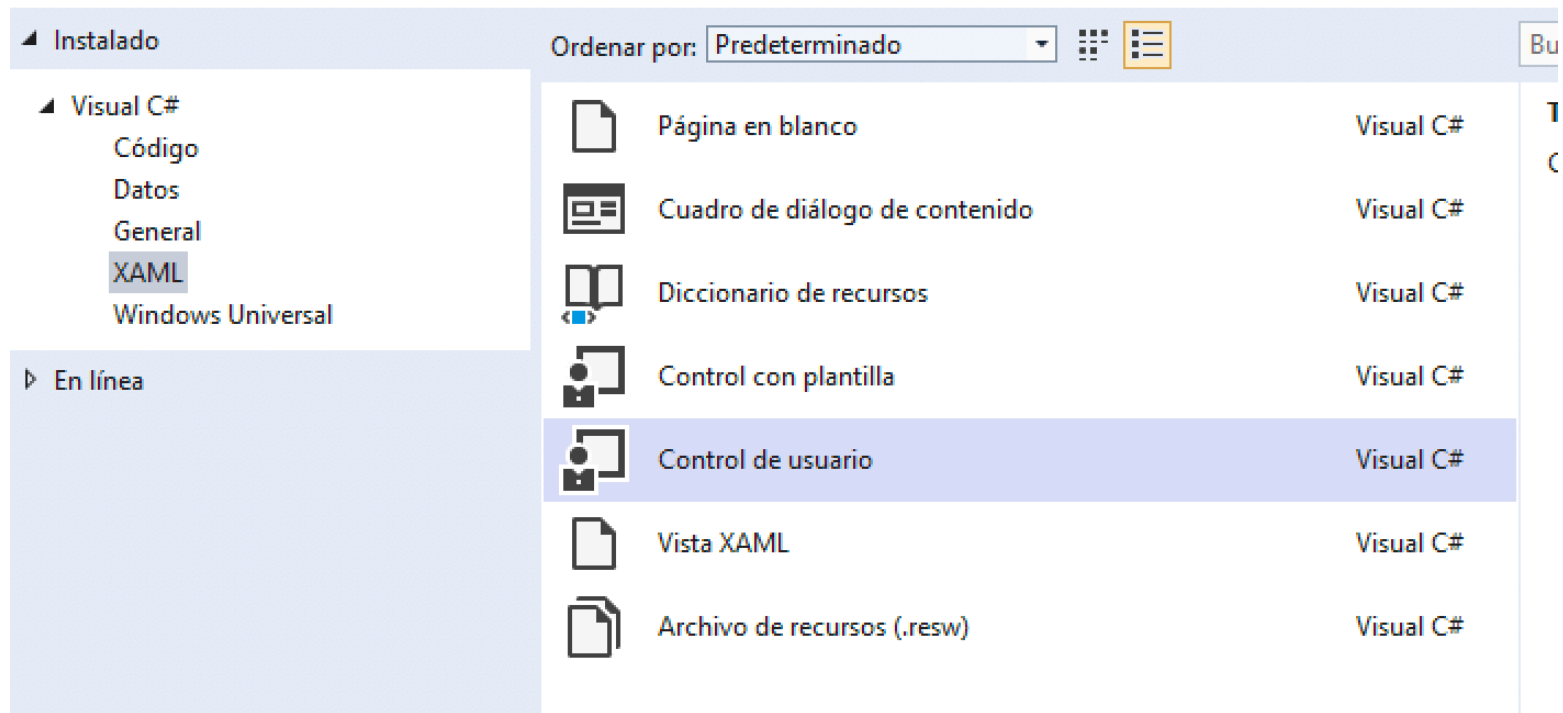 Instalado
Visual C#
Código
Datos
General
XAML
Windows Universal
En línea
Ordenar por: Predeterminado
Página en blanco Visual C#
Cuadro de diálogo de contenido Visual C#
Diccionario de recursos Visual C#
Control con plantilla Visual C#
Control de usuario Visual C#
Vista XAML Visual C#
Archivo de recursos (.resw) Visual C#